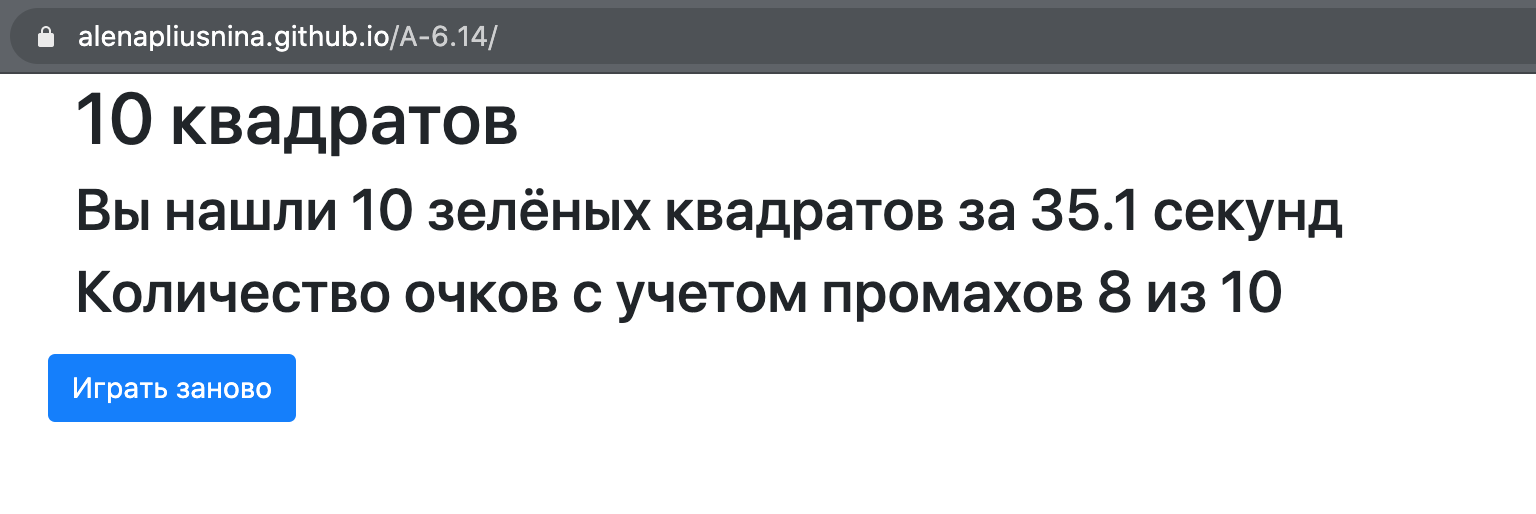 alenapliusnina.github.io/A-6.14/
10 квадратов
Вы нашли 10 зелёных квадратов за 35.1 секунд
Количество очков с учетом промахов 8 из 10
Играть заново